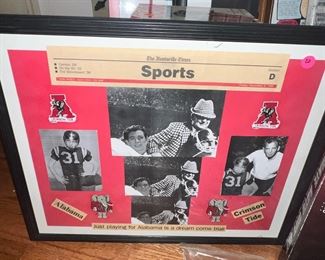 The Huntsville Times
Sports
D
31
31
Alabama
Crimson
Tide
Just playing for Alabama is a dream come true